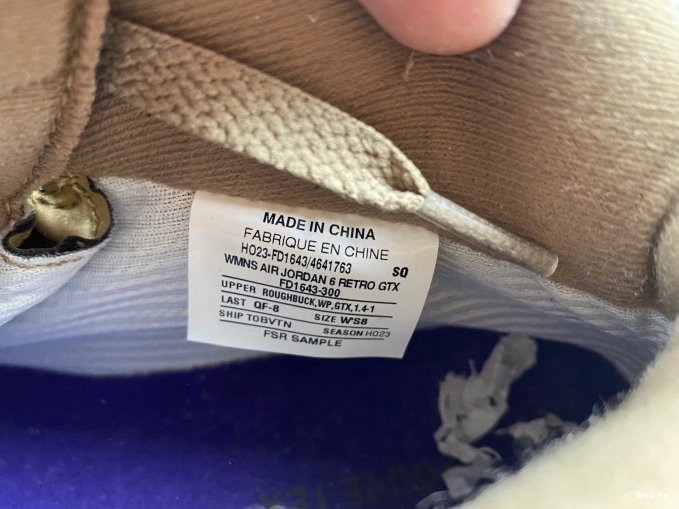 MADE IN CHINA
FABRIQUE EN CHINE
HO23-FD1643/4641763 SQ
WMNS AIR JORDAN 6 RETRO GTX
FD1643-300
UPPER ROUGHBUCK,WP,GTX,1.4-1
LAST QF-8 SIZE W'S8
SHIP TOBVTN SEASON HO23
FSR SAMPLE